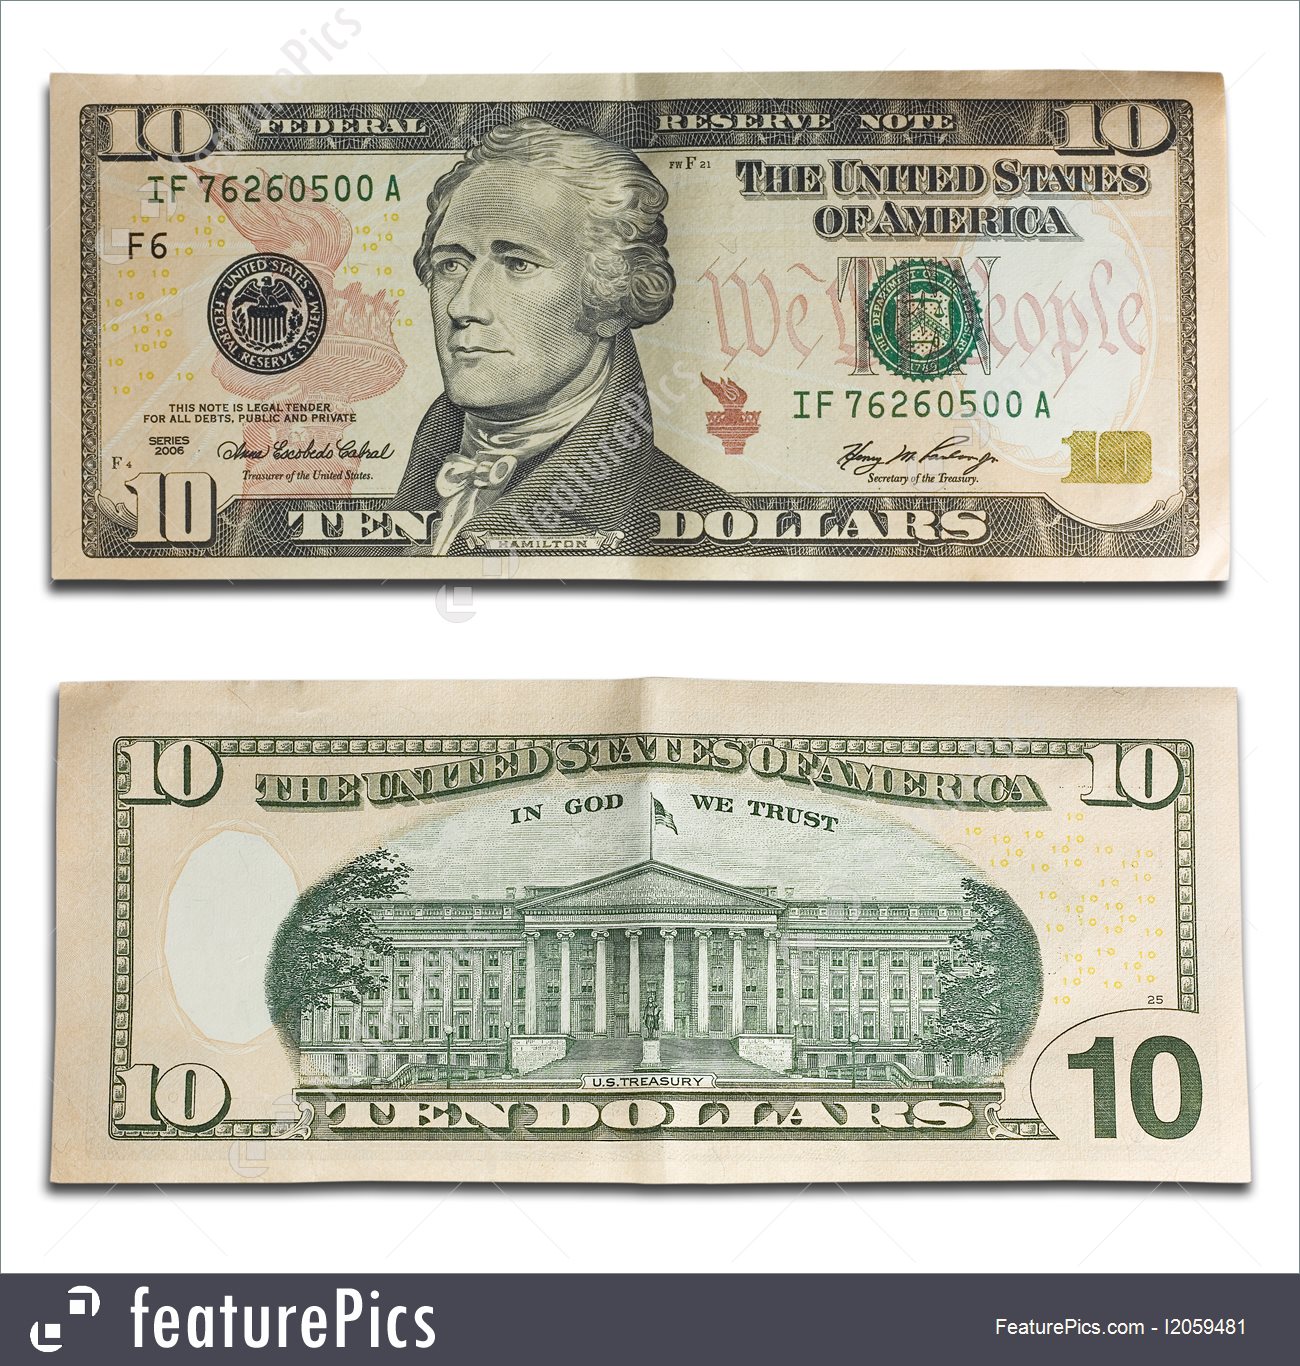 10 FEDERAL RESERVE NOTE 10
IF 76260500 A
FW F 21
THE UNITED STATES
OF AMERICA
F6
UNITED STATES FEDERAL RESERVE SYSTEM
We the People
TEN
THE DEPARTMENT OF THE TREASURY
1789
THIS NOTE IS LEGAL TENDER
FOR ALL DEBTS, PUBLIC AND PRIVATE
IF 76260500 A
SERIES
2006
Anna Escobedo Cabral
Treasurer of the United States.
Henry M. Paulson Jr.
Secretary of the Treasury.
F 4
10
10 TEN DOLLARS
HAMILTON
featurePics
10 THE UNITED STATES OF AMERICA 10
IN GOD WE TRUST
25
U.S. TREASURY
10 TEN DOLLARS 10
featurePics
FeaturePics.com - I2059481